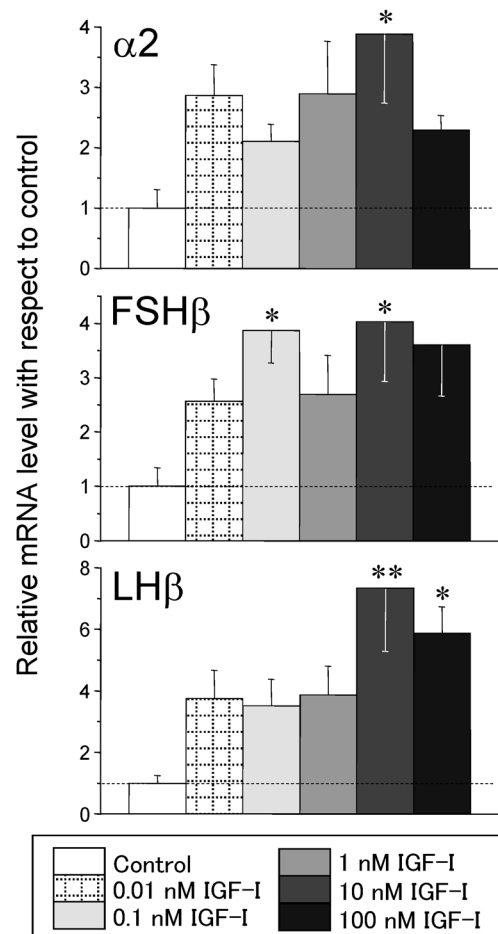 Relative mRNA level with respect to control
α2
*
4
3
2
1
0
FSHβ
* *
4
3
2
1
0
LHβ
** *
8
6
4
2
0
Control
0.01 nM IGF-I
0.1 nM IGF-I
1 nM IGF-I
10 nM IGF-I
100 nM IGF-I